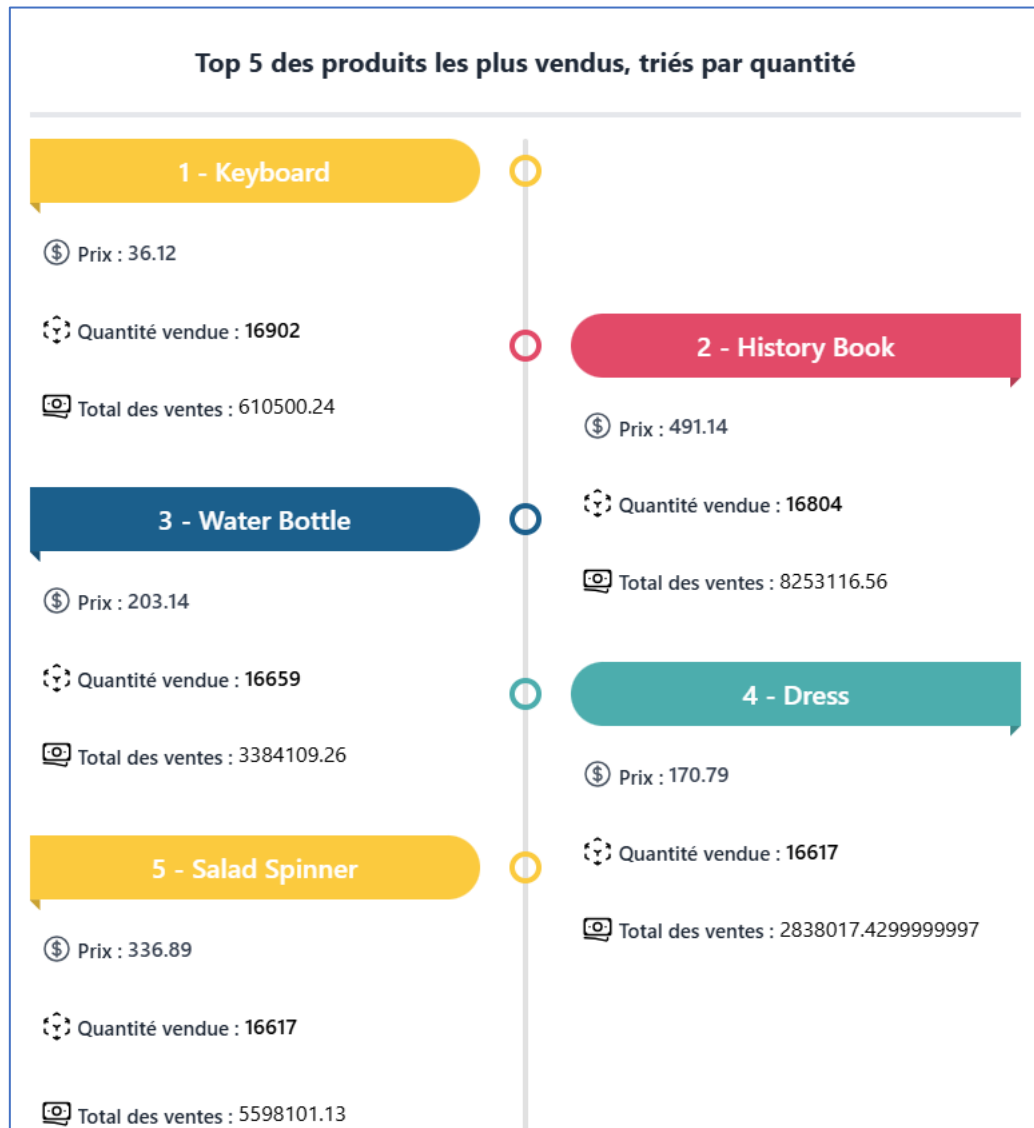 Top 5 des produits les plus vendus, triés par quantité
1 - Keyboard
Prix : 36.12
Quantité vendue : 16902
Total des ventes : 610500.24
2 - History Book
Prix : 491.14
Quantité vendue : 16804
Total des ventes : 8253116.56
3 - Water Bottle
Prix : 203.14
Quantité vendue : 16659
Total des ventes : 3384109.26
4 - Dress
Prix : 170.79
Quantité vendue : 16617
Total des ventes : 2838017.4299999997
5 - Salad Spinner
Prix : 336.89
Quantité vendue : 16617
Total des ventes : 5598101.13